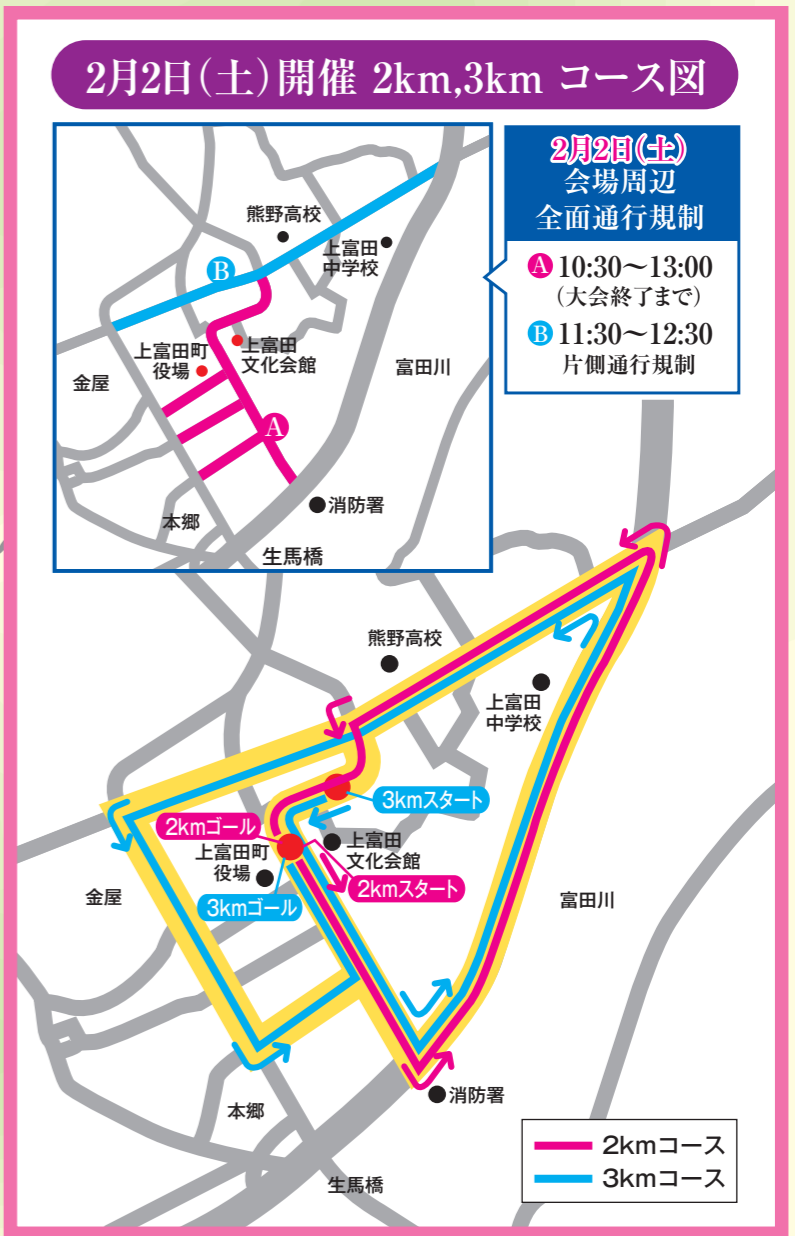 2月2日(土)開催 2km,3km コース図
2月2日(土)
会場周辺
全面通行規制
A 10:30〜13:00
(大会終了まで)
B 11:30〜12:30
片側通行規制
熊野高校
上富田
中学校
B
上富田町
役場
上富田
文化会館
金屋
富田川
A
消防署
本郷
生馬橋
熊野高校
上富田
中学校
3kmスタート
2kmゴール
上富田町
役場
上富田
文化会館
2kmスタート
3kmゴール
金屋
富田川
消防署
本郷
生馬橋
2kmコース
3kmコース